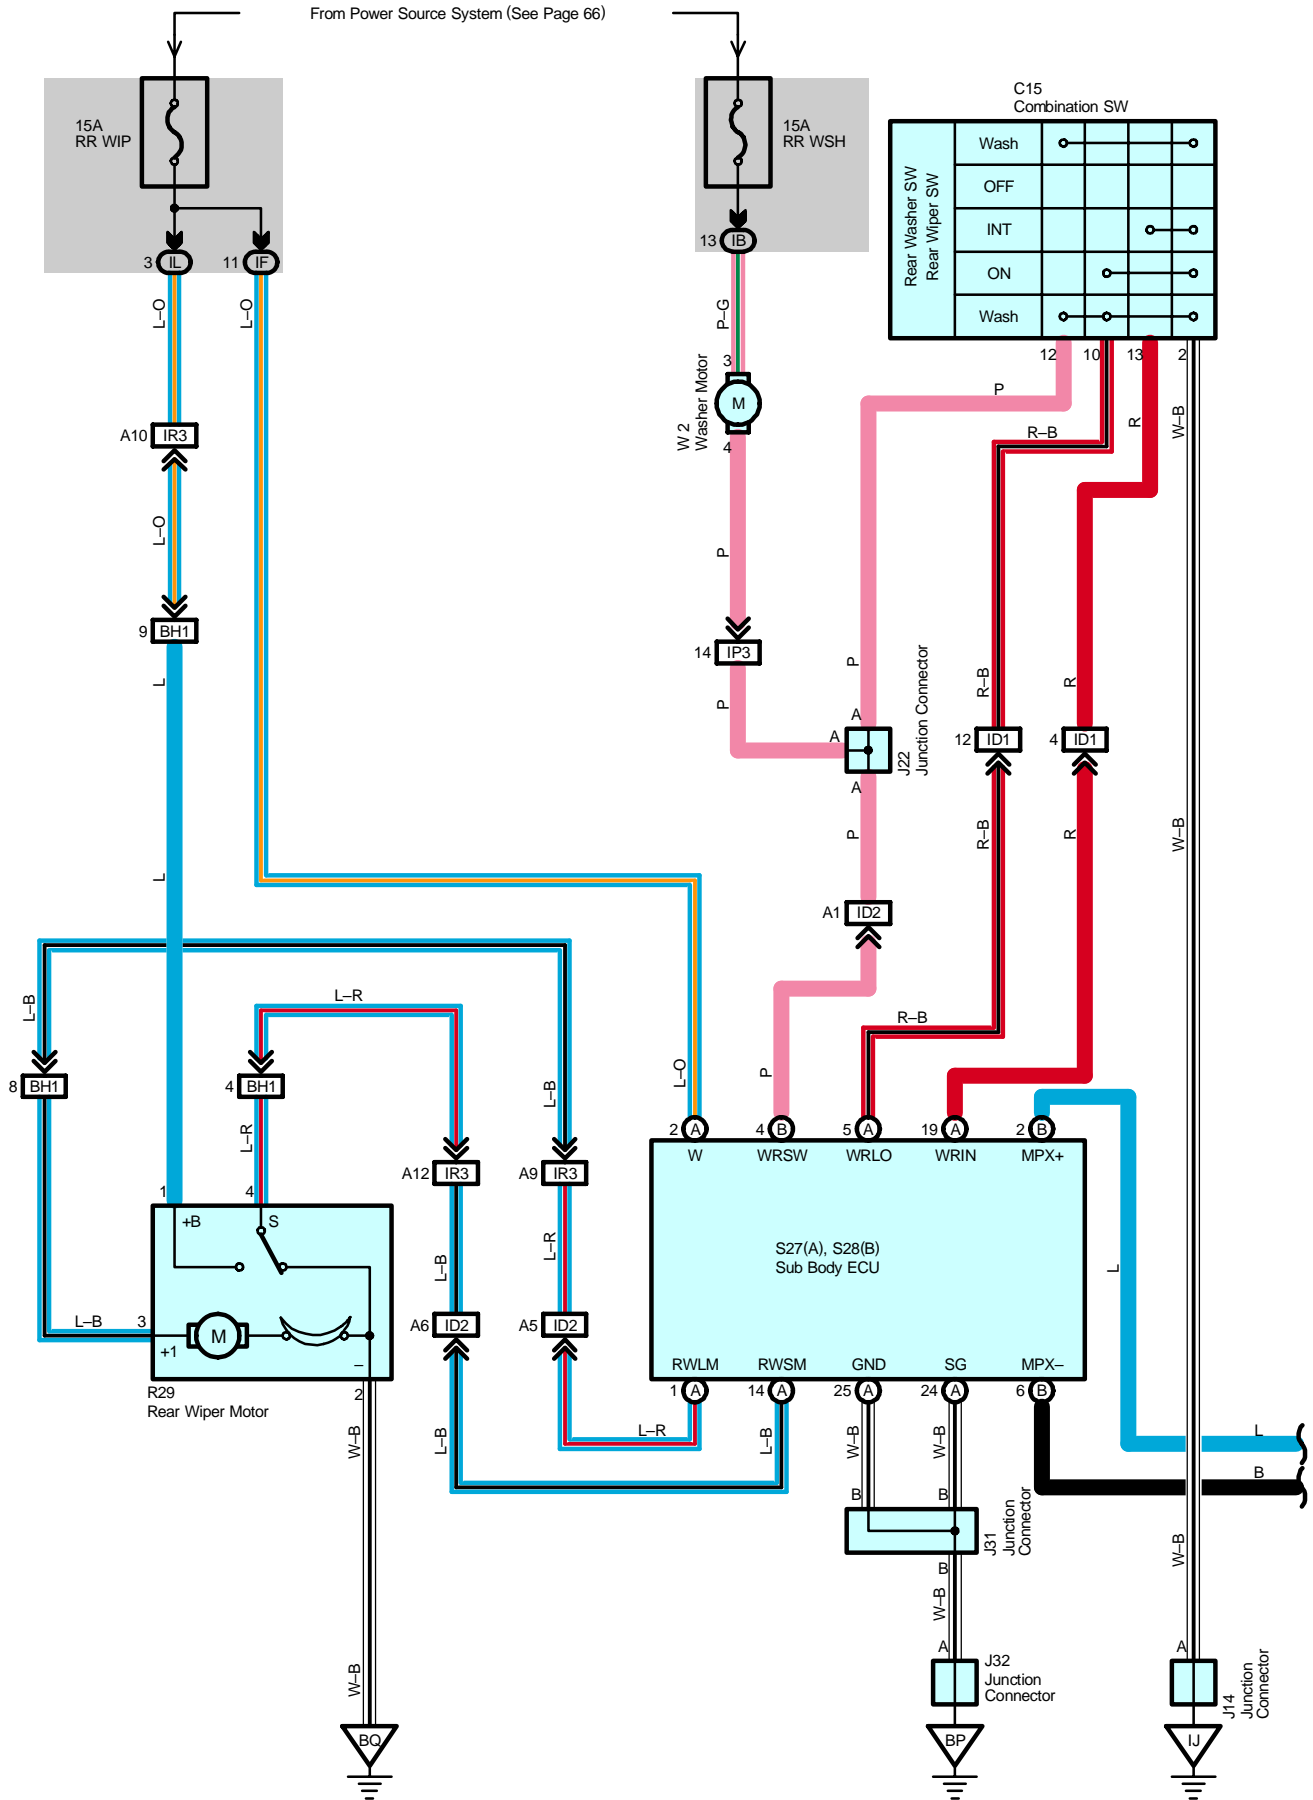 From Power Source System (See Page 66)
15A
RR WIP
15A
RR WSH
C15
Combination SW
Rear Washer SW
Rear Wiper SW
Wash
OFF
INT
ON
Wash
3 IL
11 IF
13 IB
12
10
13
2
L–O
L–O
P–G
3
W 2
Washer Motor
M
4
P
R–B
R
W–B
A10 IR3
L–O
P
9 BH1
14 IP3
L
P
P
R–B
R
A
A
J22
Junction Connector
A
12 ID1
4 ID1
L
P
R–B
R
W–B
A1 ID2
L–B
L–R
R–B
8 BH1
4 BH1
L–B
L–O
P
L–R
A12 IR3
A9 IR3
2 A
4 B
5 A
19 A
2 B
W
WRSW
WRLO
WRIN
MPX+
1
4
+B
S
L–B
L–R
S27(A), S28(B)
Sub Body ECU
L
L–B
3
M
+1
–
A6 ID2
A5 ID2
RWLM
RWSM
GND
SG
MPX–
1 A
14 A
25 A
24 A
6 B
R29
Rear Wiper Motor
2
W–B
L–B
L–R
L–B
W–B
W–B
L
B
B
B
J31
Junction
Connector
B
W–B
W–B
W–B
A
J32
Junction
Connector
A
J14
Junction
Connector
BQ
BP
IJ